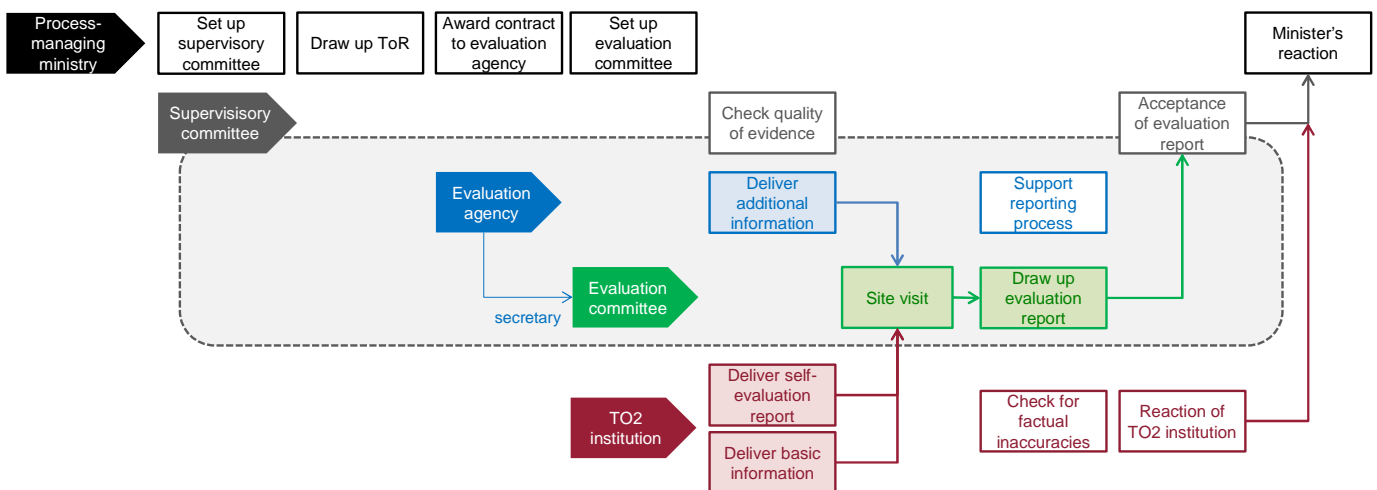 Process-
managing
ministry
Set up
supervisory
committee
Draw up ToR
Award contract
to evaluation
agency
Set up
evaluation
committee
Minister's
reaction
Supervisisory
committee
Check quality
of evidence
Acceptance
of evaluation
report
Evaluation
agency
Deliver
additional
information
Support
reporting
process
secretary
Evaluation
committee
Site visit
Draw up
evaluation
report
TO2
institution
Deliver self-
evaluation
report
Deliver basic
information
Check for
factual
inaccuracies
Reaction of
TO2 institution